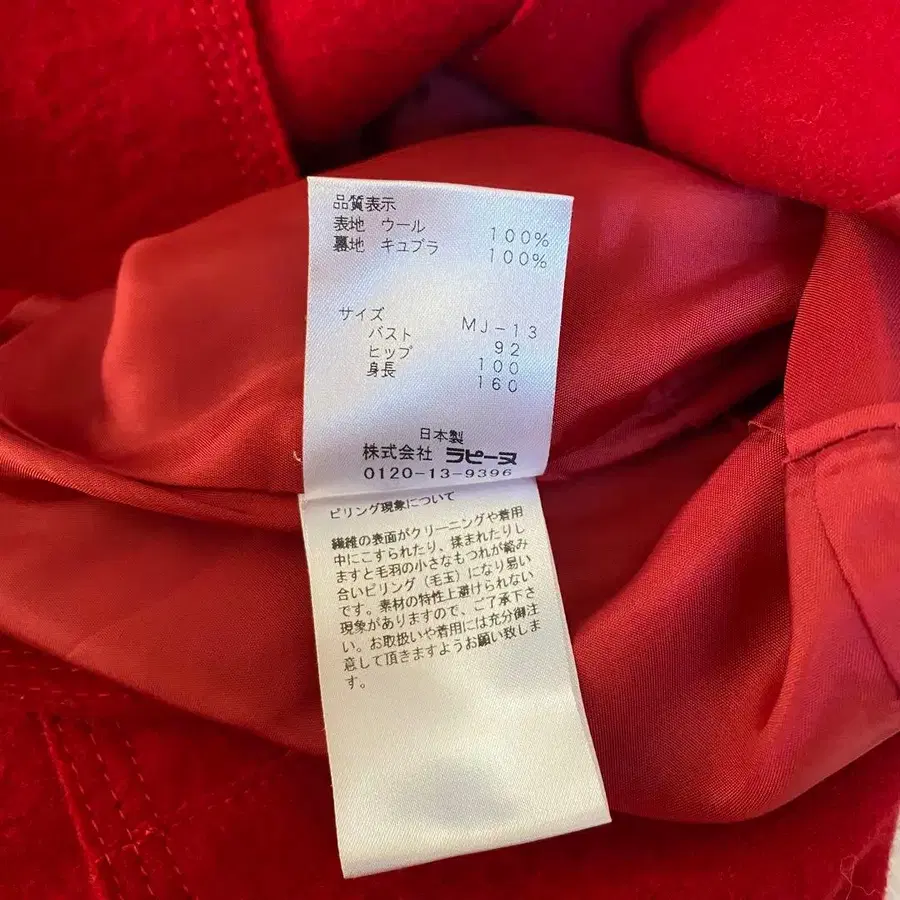 品質表示
表地 ウール 100%
裏地 キュプラ 100%
サイズ MJ-13
バスト 92
ヒップ 100
身長 160
日本製
株式会社 ラピーヌ
0120-13-9396
ピリング現象について
繊維の表面がクリーニングや着用
中にこすられたり、揉まれたりし
ますと毛羽の小さなもつれが絡み
合いピリング（毛玉）になり易い
です。素材の特性上避けられない
現象がありますので、ご了承下さ
い。お取扱いや着用には充分御注
意して頂きますようお願い致しま
す。